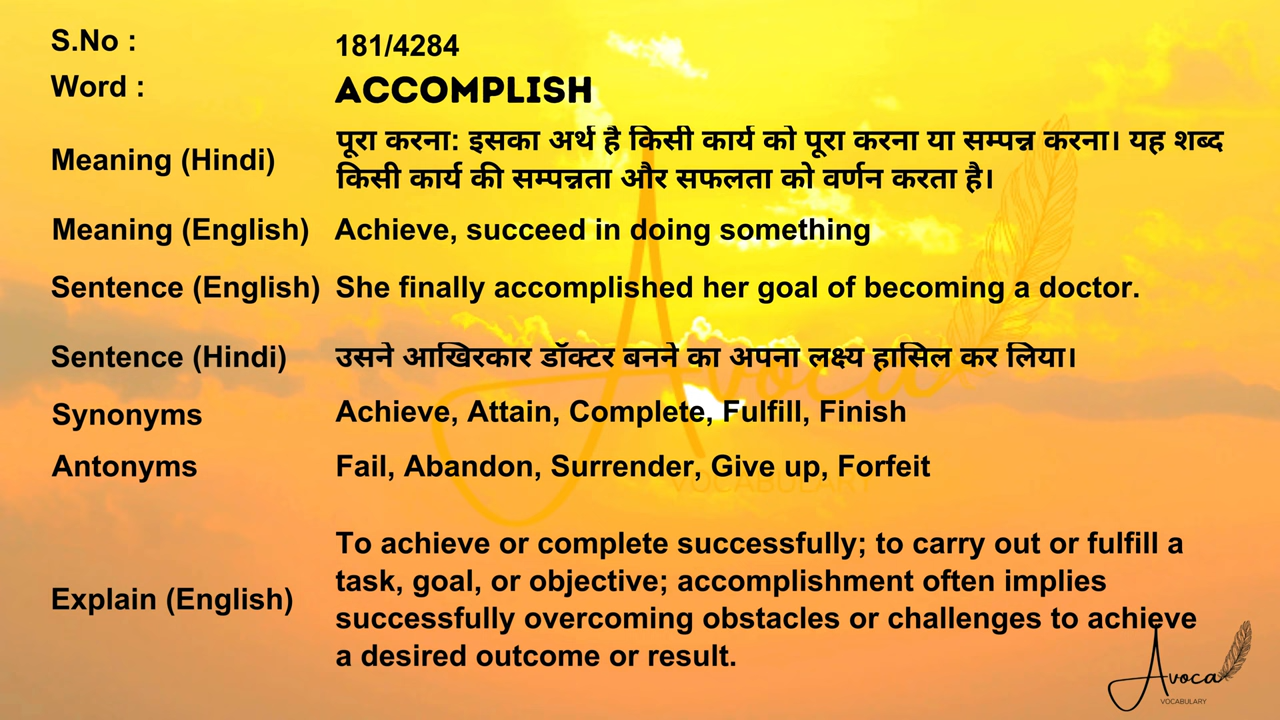 S.No : 181/4284
Word : ACCOMPLISH
Meaning (Hindi) पूरा करना: इसका अर्थ है किसी कार्य को पूरा करना या सम्पन्न करना। यह शब्द
किसी कार्य की सम्पन्नता और सफलता को वर्णन करता है।
Meaning (English) Achieve, succeed in doing something
Sentence (English) She finally accomplished her goal of becoming a doctor.
Sentence (Hindi) उसने आखिरकार डॉक्टर बनने का अपना लक्ष्य हासिल कर लिया।
Synonyms Achieve, Attain, Complete, Fulfill, Finish
Antonyms Fail, Abandon, Surrender, Give up, Forfeit
Explain (English) To achieve or complete successfully; to carry out or fulfill a
task, goal, or objective; accomplishment often implies
successfully overcoming obstacles or challenges to achieve
a desired outcome or result.
Avoca
VOCABULARY
Avoca
VOCABULARY